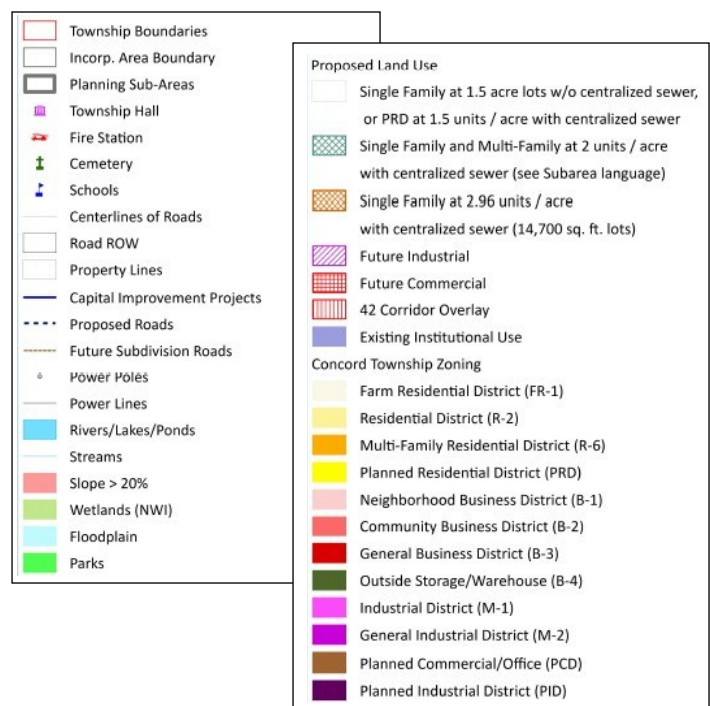 Township Boundaries
Incorp. Area Boundary
Planning Sub-Areas
Township Hall
Fire Station
Cemetery
Schools
Centerlines of Roads
Road ROW
Property Lines
Capital Improvement Projects
Proposed Roads
Future Subdivision Roads
Power Poles
Power Lines
Rivers/Lakes/Ponds
Streams
Slope > 20%
Wetlands (NWI)
Floodplain
Parks
Proposed Land Use
Single Family at 1.5 acre lots w/o centralized sewer,
or PRD at 1.5 units / acre with centralized sewer
Single Family and Multi-Family at 2 units / acre
with centralized sewer (see Subarea language)
Single Family at 2.96 units / acre
with centralized sewer (14,700 sq. ft. lots)
Future Industrial
Future Commercial
42 Corridor Overlay
Existing Institutional Use
Concord Township Zoning
Farm Residential District (FR-1)
Residential District (R-2)
Multi-Family Residential District (R-6)
Planned Residential District (PRD)
Neighborhood Business District (B-1)
Community Business District (B-2)
General Business District (B-3)
Outside Storage/Warehouse (B-4)
Industrial District (M-1)
General Industrial District (M-2)
Planned Commercial/Office (PCD)
Planned Industrial District (PID)